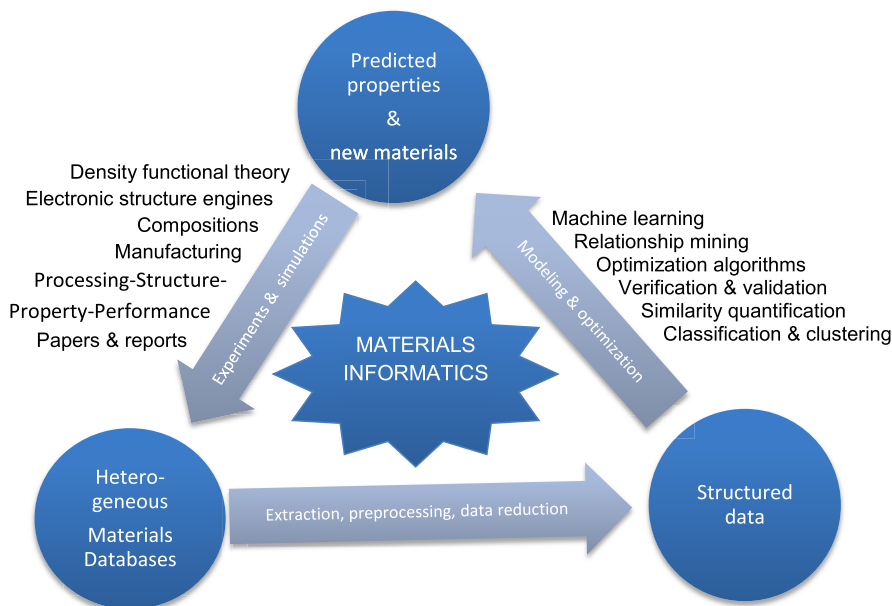 Predicted
properties
&
new materials
Density functional theory
Electronic structure engines
Compositions
Manufacturing
Processing-Structure-
Property-Performance
Papers & reports
Experiments & simulations
Machine learning
Relationship mining
Optimization algorithms
Verification & validation
Similarity quantification
Classification & clustering
Modeling & optimization
MATERIALS
INFORMATICS
Hetero-
geneous
Materials
Databases
Extraction, preprocessing, data reduction
Structured
data